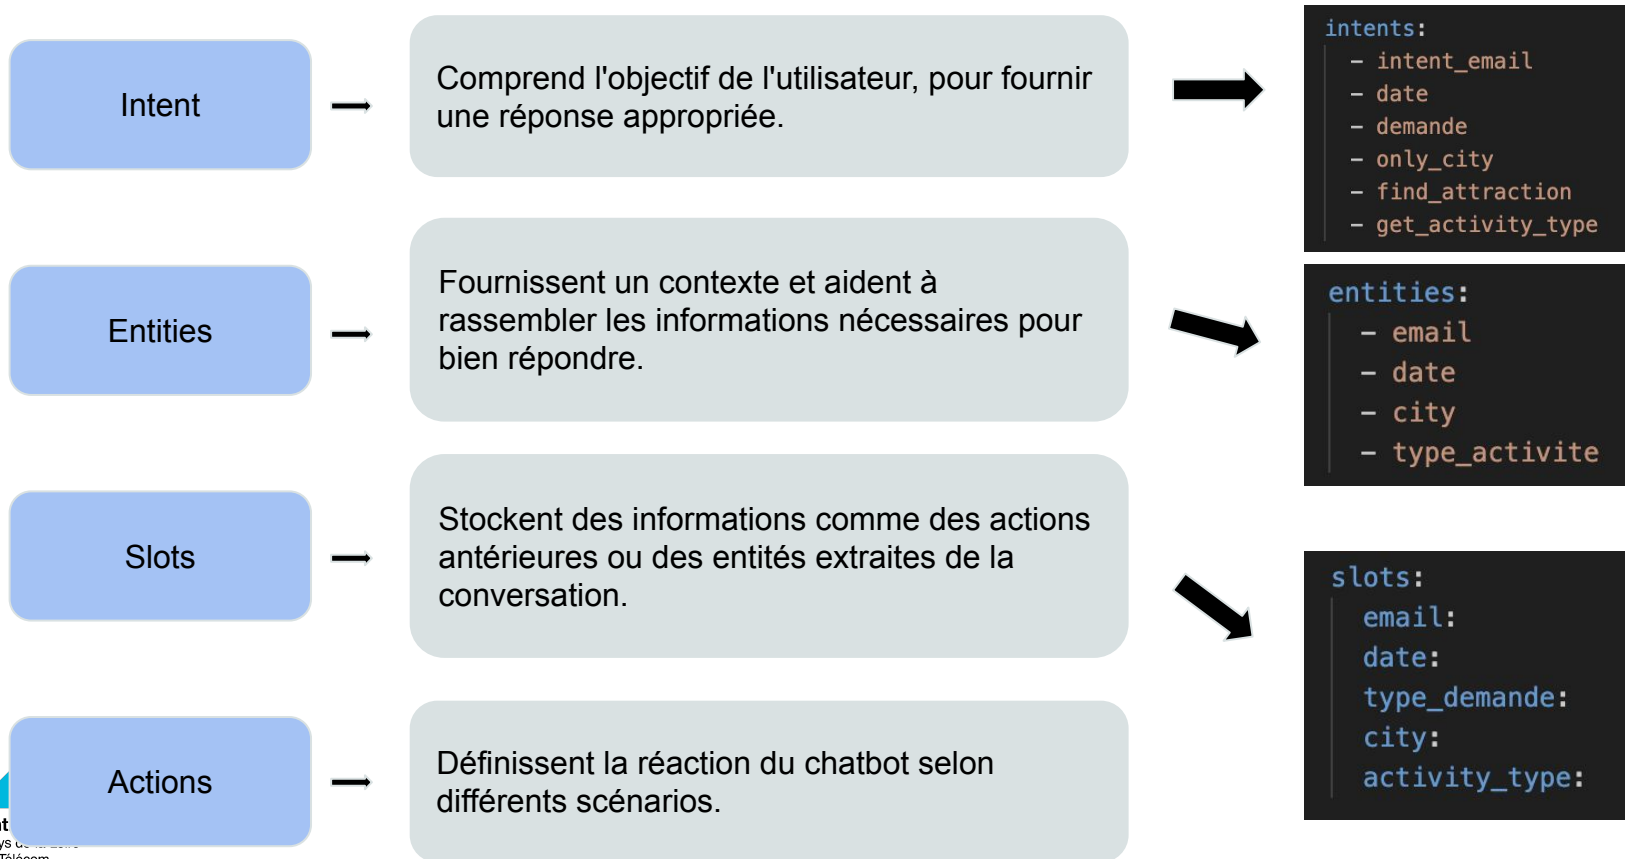 Intent
Comprend l'objectif de l'utilisateur, pour fournir
une réponse appropriée.
intents:
- intent_email
- date
- demande
- only_city
- find_attraction
- get_activity_type
Entities
Fournissent un contexte et aident à
rassembler les informations nécessaires pour
bien répondre.
entities:
- email
- date
- city
- type_activite
Slots
Stockent des informations comme des actions
antérieures ou des entités extraites de la
conversation.
slots:
email:
date:
type_demande:
city:
activity_type:
Actions
Définissent la réaction du chatbot selon
différents scénarios.
Télécom